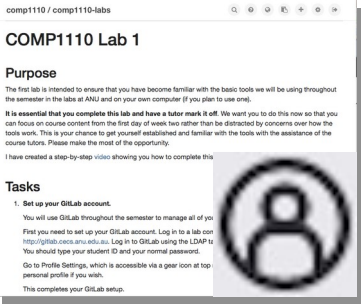 comp1110 / comp1110-labs
COMP1110 Lab 1
Purpose
The first lab is intended to ensure that you have become familiar with the basic tools we will be using throughout
the semester in the labs at ANU and on your own computer (if you plan to use one).
It is essential that you complete this lab and have a tutor mark it off. We want you to do this now so that you
can focus on course content from the first day of week two rather than be distracted by concerns over how the
tools work. This is your chance to get yourself established and familiar with the tools with the assistance of the
course tutors. Please make the most of the opportunity.
I have created a step-by-step video showing you how to complete this
Tasks
1. Set up your GitLab account.
You will use GitLab throughout the semester to manage all of you
First you need to set up your GitLab account. Log in to a lab con
http://gitlab.cecs.anu.edu.au. Log in to GitLab using the LDAP ta
You should type your student ID and your normal password.
Go to Profile Settings, which is accessible via a gear icon at top
personal profile if you wish.
This completes your GitLab setup.